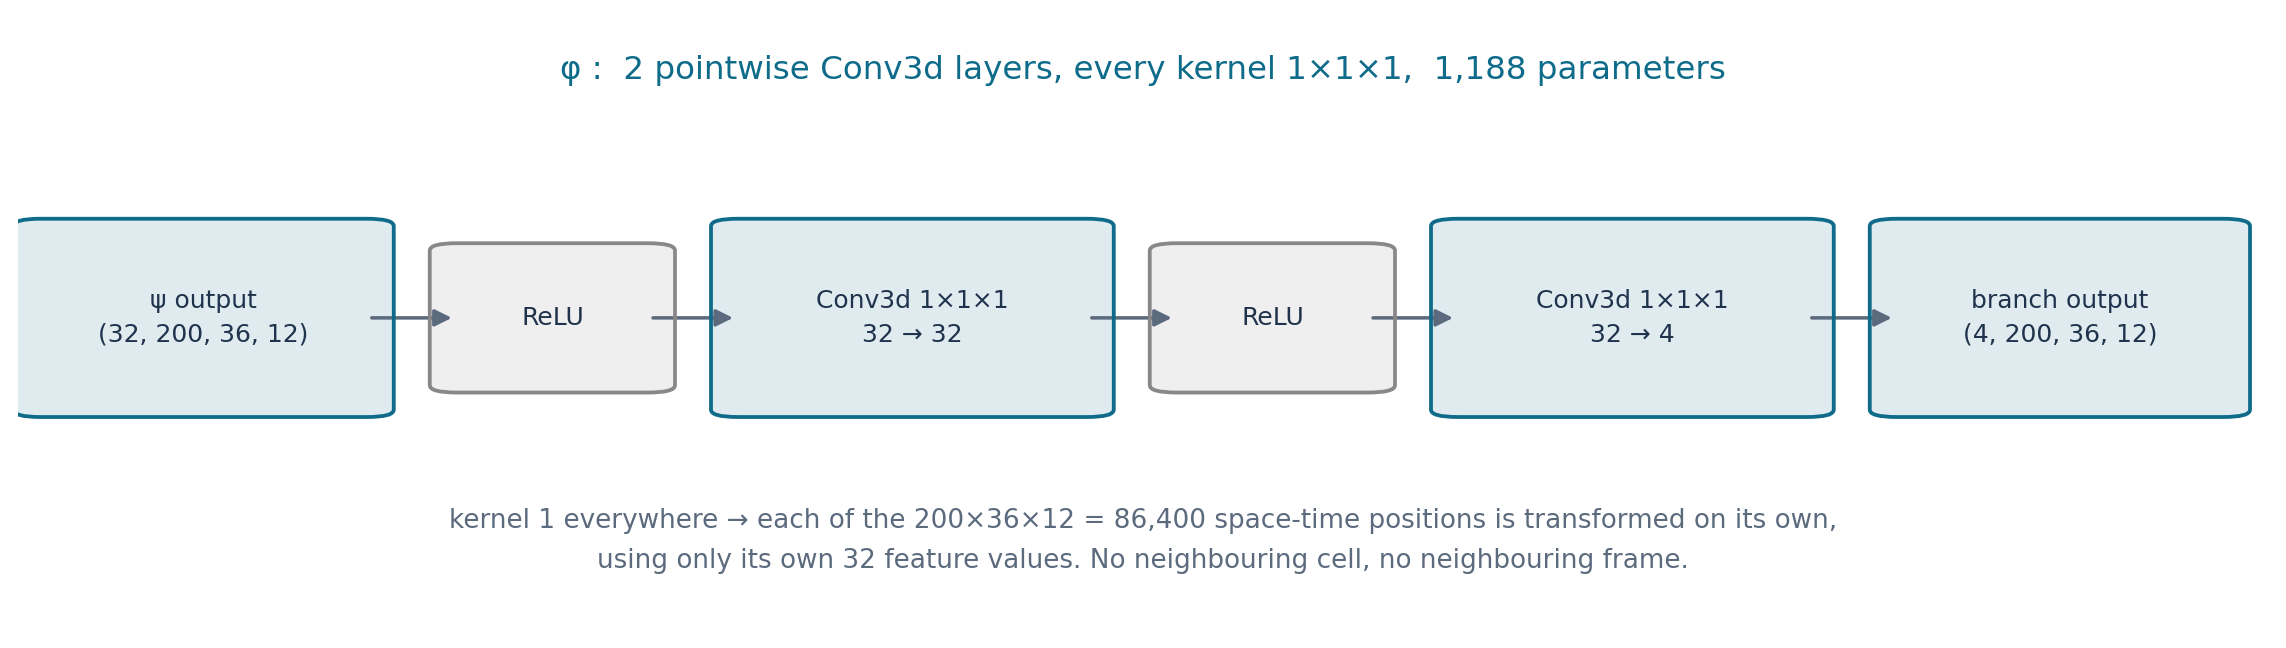 φ :  2 pointwise Conv3d layers, every kernel 1×1×1,  1,188 parameters
ψ output
(32, 200, 36, 12)
ReLU
Conv3d 1×1×1
32 → 32
ReLU
Conv3d 1×1×1
32 → 4
branch output
(4, 200, 36, 12)
kernel 1 everywhere → each of the 200×36×12 = 86,400 space-time positions is transformed on its own,
using only its own 32 feature values. No neighbouring cell, no neighbouring frame.